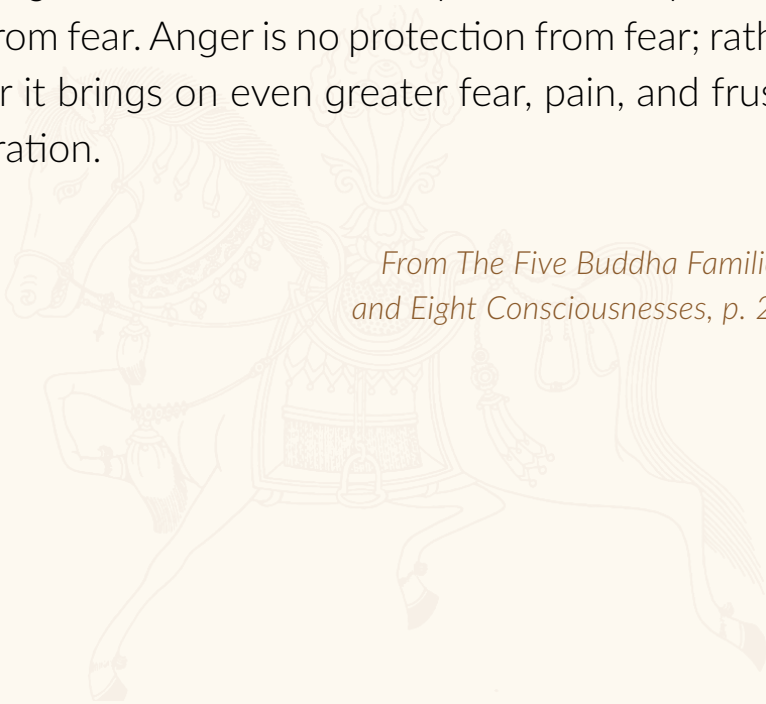 rom fear. Anger is no protection from fear; rath
r it brings on even greater fear, pain, and frus
ration.
From The Five Buddha Famili
and Eight Consciousnesses, p. 2